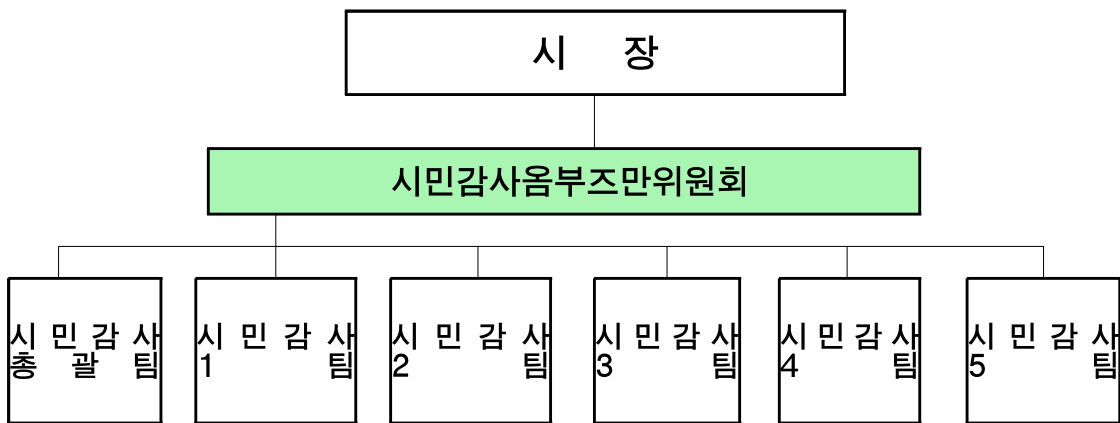 시 장
시민감사옴부즈만위원회
시 민 감 사
총 괄 팀
시 민 감 사
1 팀
시 민 감 사
2 팀
시 민 감 사
3 팀
시 민 감 사
4 팀
시 민 감 사
5 팀